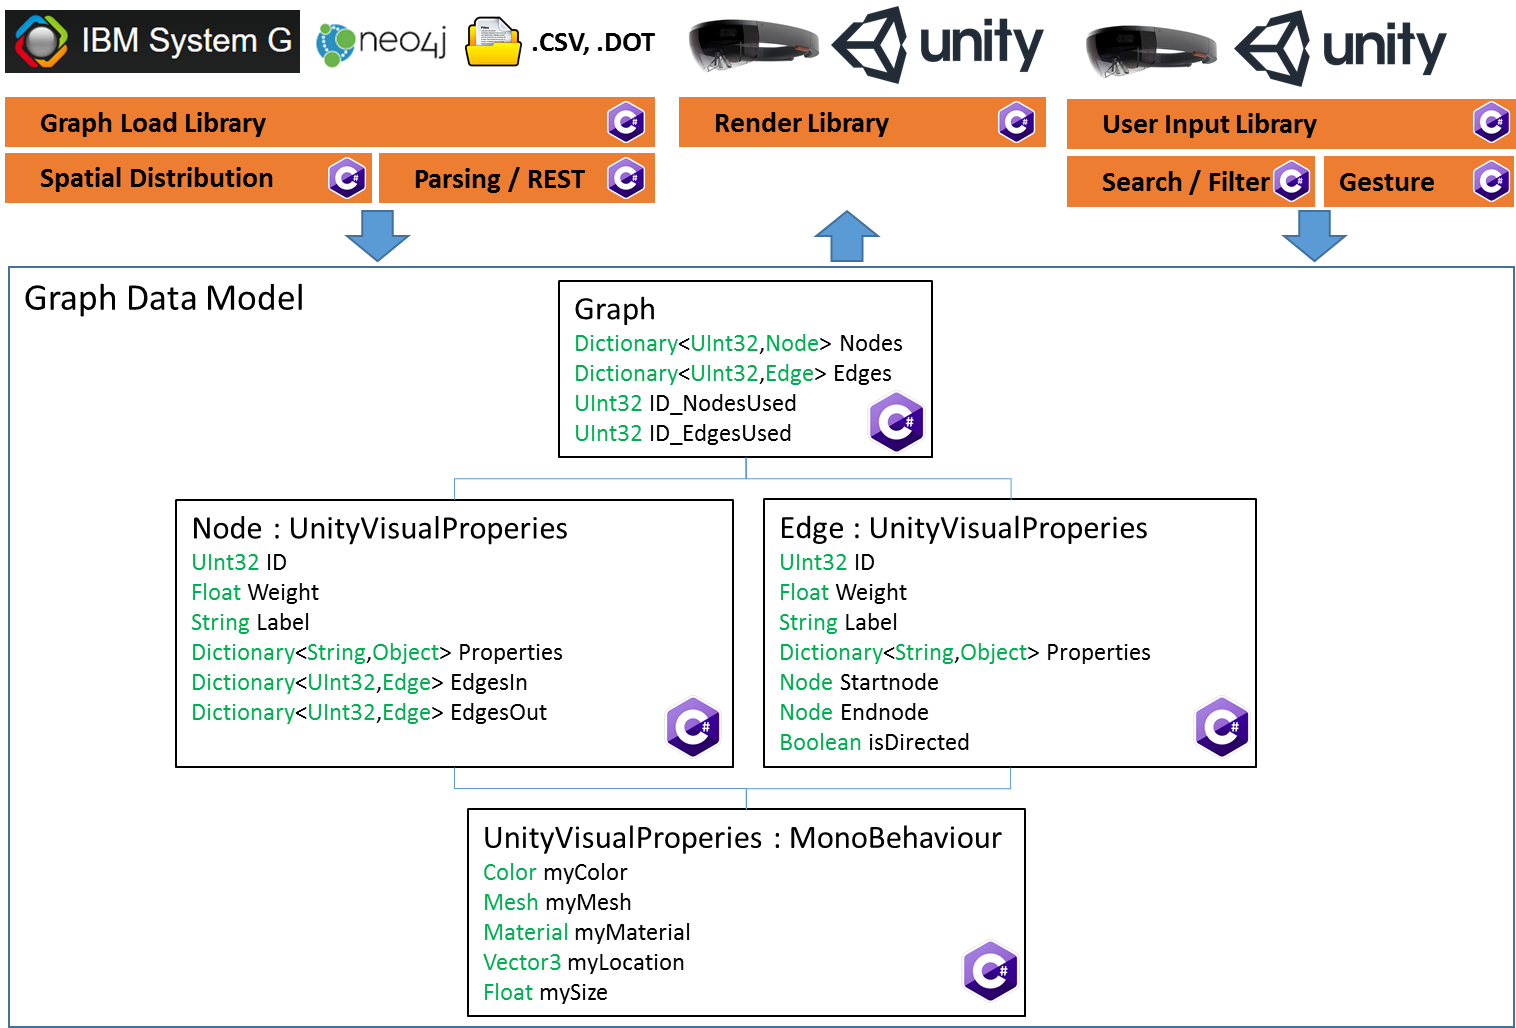 IBM System G
neo4j
.CSV, .DOT
unity
unity
Graph Load Library
Spatial Distribution
Parsing / REST
Render Library
User Input Library
Search / Filter
Gesture
Graph Data Model
Graph
Dictionary<UInt32,Node> Nodes
Dictionary<UInt32,Edge> Edges
UInt32 ID_NodesUsed
UInt32 ID_EdgesUsed
Node : UnityVisualProperies
UInt32 ID
Float Weight
String Label
Dictionary<String,Object> Properties
Dictionary<UInt32,Edge> EdgesIn
Dictionary<UInt32,Edge> EdgesOut
Edge : UnityVisualProperies
UInt32 ID
Float Weight
String Label
Dictionary<String,Object> Properties
Node Startnode
Node Endnode
Boolean isDirected
UnityVisualProperies : MonoBehaviour
Color myColor
Mesh myMesh
Material myMaterial
Vector3 myLocation
Float mySize